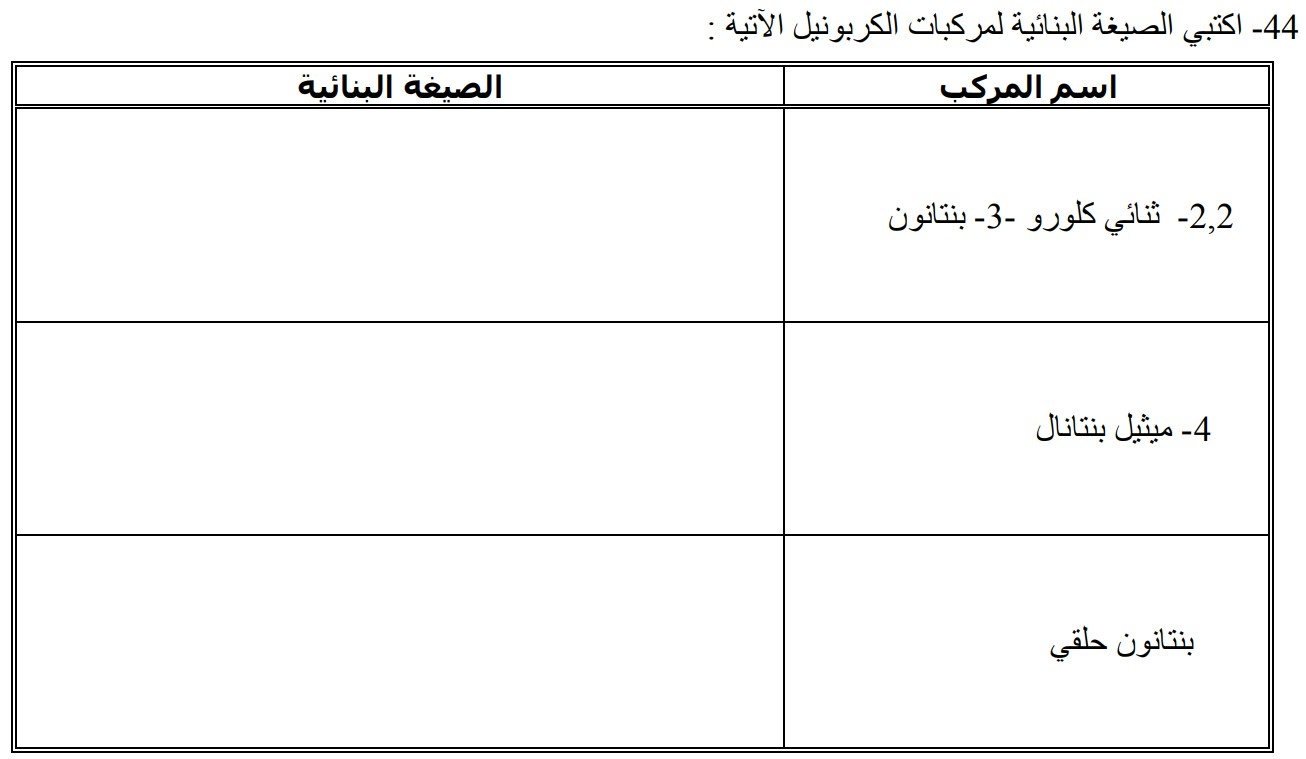 44- اكتبي الصيغة البنائية لمركبات الكربونيل الآتية :
اسم المركب
الصيغة البنائية
2,2- ثنائي كلورو -3- بنتانون
4- ميثيل بنتانال
بنتانون حلقي